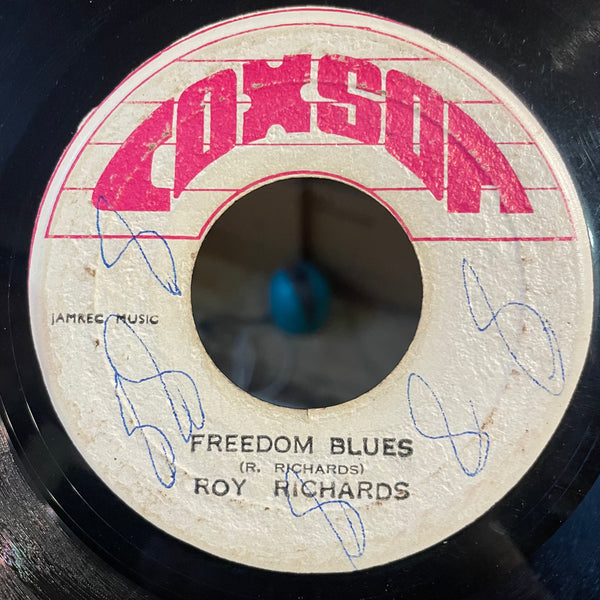 COXSON
JAMREC MUSIC
FREEDOM BLUES
(R. RICHARDS)
ROY RICHARDS